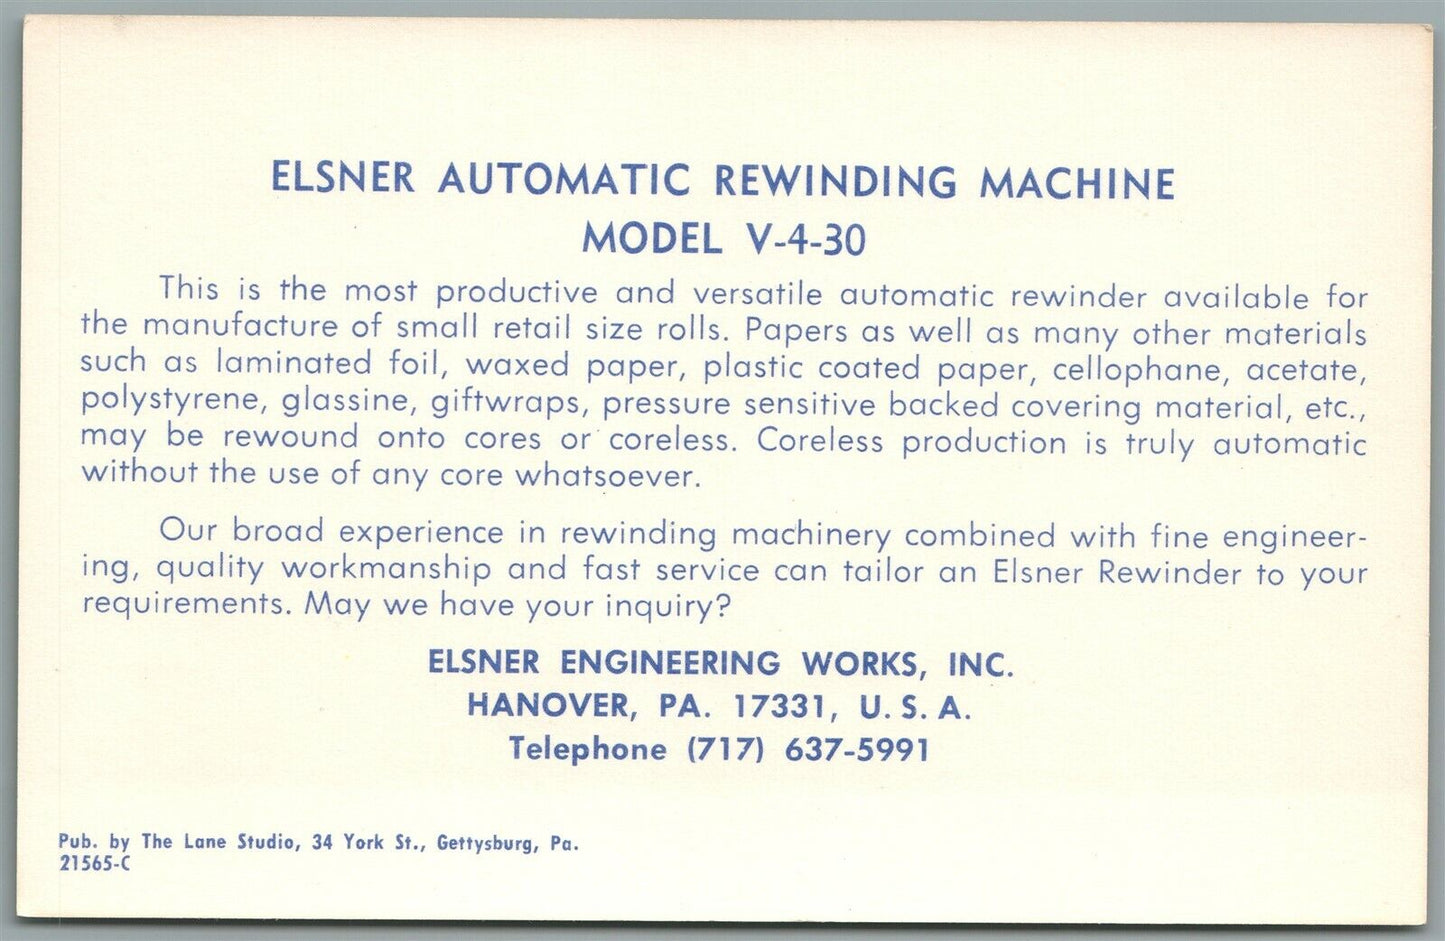 ELSNER AUTOMATIC REWINDING MACHINE
MODEL V-4-30
This is the most productive and versatile automatic rewinder available for
the manufacture of small retail size rolls. Papers as well as many other materials
such as laminated foil, waxed paper, plastic coated paper, cellophane, acetate,
polystyrene, glassine, giftwraps, pressure sensitive backed covering material, etc.,
may be rewound onto cores or coreless. Coreless production is truly automatic
without the use of any core whatsoever.
Our broad experience in rewinding machinery combined with fine engineer-
ing, quality workmanship and fast service can tailor an Elsner Rewinder to your
requirements. May we have your inquiry?
ELSNER ENGINEERING WORKS, INC.
HANOVER, PA. 17331, U. S. A.
Telephone (717) 637-5991
Pub. by The Lane Studio, 34 York St., Gettysburg, Pa.
21565-C